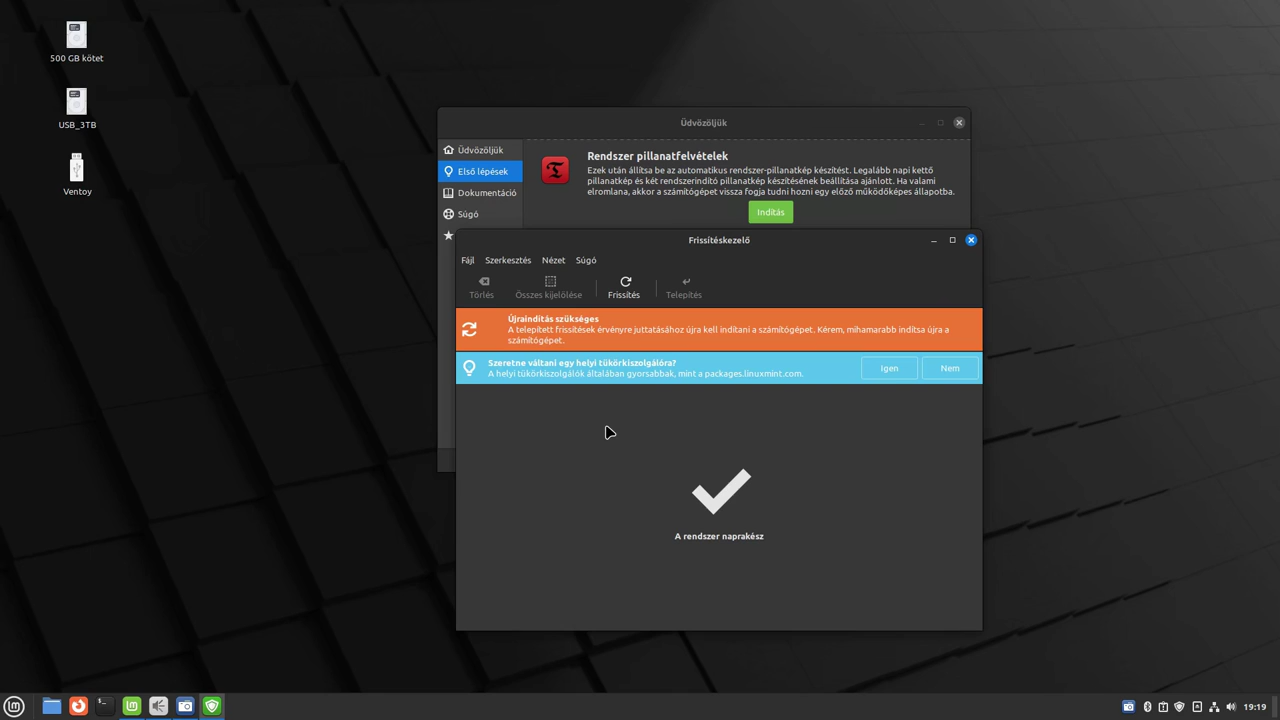 500 GB kötet
USB_3TB
Ventoy
Üdvözöljük
Üdvözöljük
Első lépések
Dokumentáció
Súgó
Rendszer pillanatfelvételek
Ezek után állítsa be az automatikus rendszer-pillanatkép készítést. Legalább napi kettő
pillanatkép és két rendszerindító pillanatkép készítésének beállítása ajánlott. Ha valami
elromlana, akkor a számítógépet vissza fogja tudni hozni egy előző működőképes állapotba.
Indítás
Frissítéskezelő
Fájl Szerkesztés Nézet Súgó
Törlés Összes kijelölése Frissítés Telepítés
Újraindítás szükséges
A telepített frissítések érvényre juttatásához újra kell indítani a számítógépet. Kérem, mihamarabb indítsa újra a
számítógépet.
Szeretne váltani egy helyi tükörkiszolgálóra?
A helyi tükörkiszolgálók általában gyorsabbak, mint a packages.linuxmint.com.
Igen Nem
A rendszer naprakész
19:19